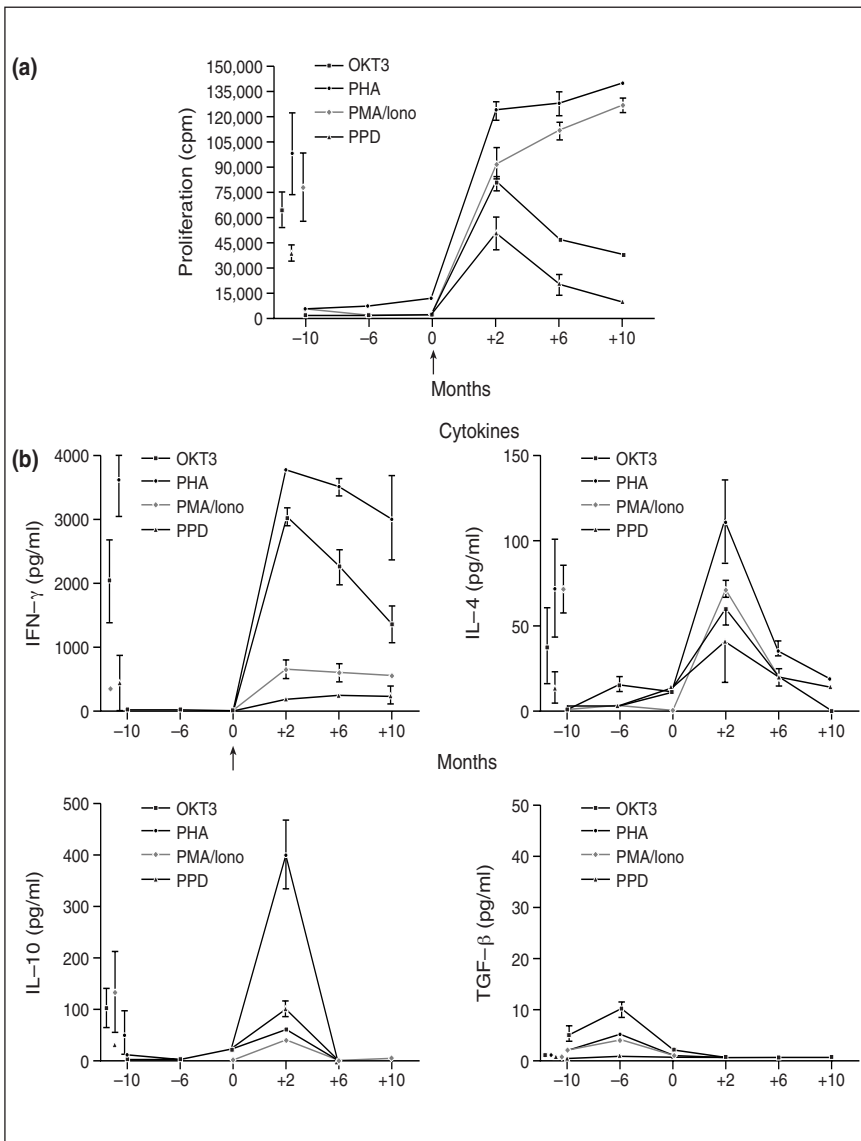 (a)
Proliferation (cpm)
150,000
135,000
120,000
105,000
90,000
75,000
60,000
45,000
30,000
15,000
0
OKT3
PHA
PMA/Iono
PPD
−10 −6 0 +2 +6 +10
Months
Cytokines
(b)
IFN−γ (pg/ml)
4000
3000
2000
1000
0
OKT3
PHA
PMA/Iono
PPD
−10 −6 0 +2 +6 +10
IL−4 (pg/ml)
150
100
50
0
OKT3
PHA
PMA/Iono
PPD
−10 −6 0 +2 +6 +10
Months
IL−10 (pg/ml)
500
400
300
200
100
0
OKT3
PHA
PMA/Iono
PPD
−10 −6 0 +2 +6 +10
TGF−β (pg/ml)
50
40
30
20
10
0
OKT3
PHA
PMA/Iono
PPD
−10 −6 0 +2 +6 +10